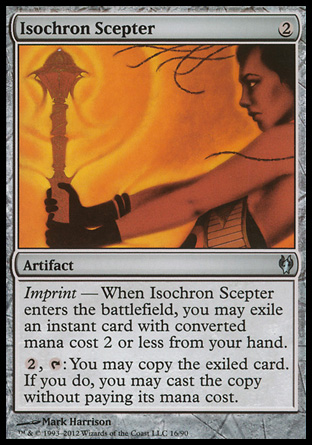 Isochron Scepter 2
Artifact
Imprint — When Isochron Scepter
enters the battlefield, you may exile
an instant card with converted
mana cost 2 or less from your hand.
2, : You may copy the exiled card.
If you do, you may cast the copy
without paying its mana cost.
Mark Harrison
™ & © 1993–2012 Wizards of the Coast LLC 16/90